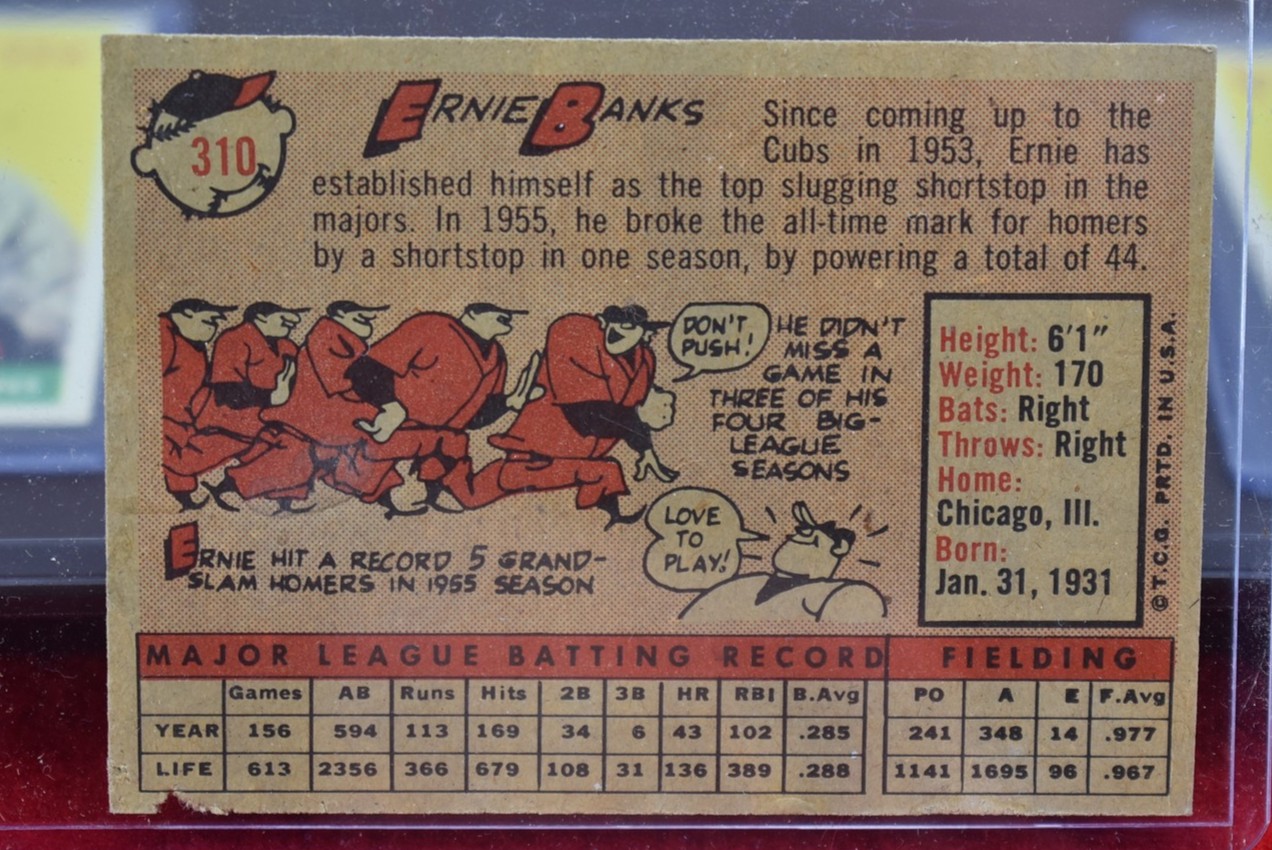 310
ERNIE BANKS
Since coming up to the
Cubs in 1953, Ernie has
established himself as the top slugging shortstop in the
majors. In 1955, he broke the all-time mark for homers
by a shortstop in one season, by powering a total of 44.
DON'T
PUSH!
HE DIDN'T
MISS A
GAME IN
THREE OF HIS
FOUR BIG-
LEAGUE
SEASONS
ERNIE HIT A RECORD 5 GRAND-
SLAM HOMERS IN 1955 SEASON
LOVE
TO
PLAY!
Height: 6'1"
Weight: 170
Bats: Right
Throws: Right
Home:
Chicago, Ill.
Born:
Jan. 31, 1931
©T.C.G. PRTD. IN U.S.A.
MAJOR LEAGUE BATTING RECORD FIELDING
Games AB Runs Hits 2B 3B HR RBI B.Avg PO A E F.Avg
YEAR 156 594 113 169 34 6 43 102 .285 241 348 14 .977
LIFE 613 2356 366 679 108 31 136 389 .288 1141 1695 96 .967